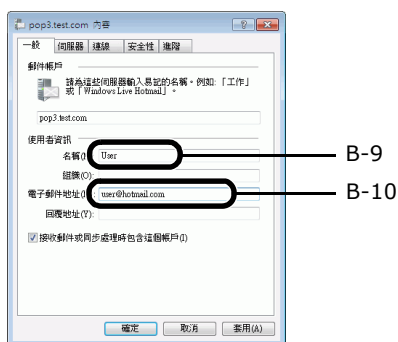 pop3.test.com 內容
一般 伺服器 連線 安全性 進階
郵件帳戶
請為這些伺服器輸入易記的名稱。例如:「工作」
或「Windows Live Hotmail」。
pop3.test.com
使用者資訊
名稱 User
B-9
組織(O):
電子郵件地址 user@hotmail.com
B-10
回覆地址(Y):
接收郵件或同步處理時包含這個帳戶(I)
確定 取消 套用(A)